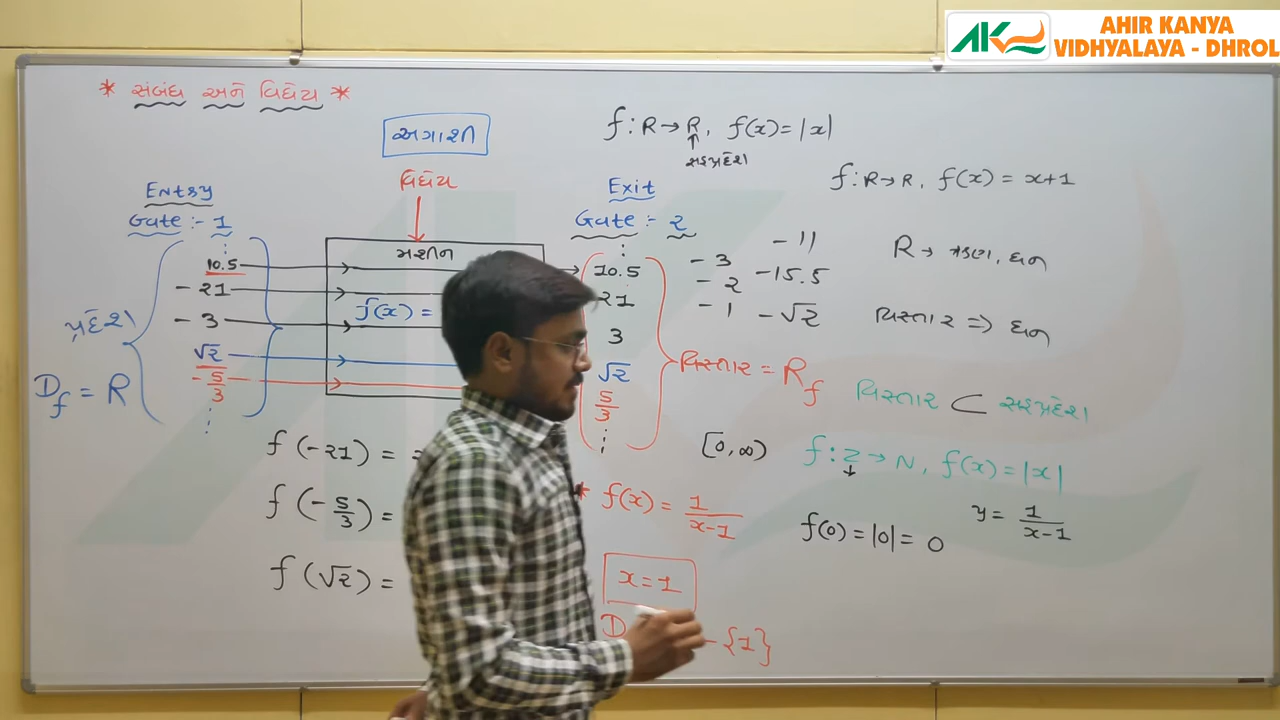 AHIR KANYA
VIDHYALAYA - DHROL
* સંબંધ અને વિધેય *
અગાશી
વિધેય
મશીન
f(x) =
Entry
Gate :- 1
⋮
10.5
- 21
- 3
√2
- 5/3
⋮
પ્રદેશ
D_f = R
f(-21) =
f(-5/3) =
f(√2) =
f : R → R, f(x) = |x|
↑
સહપ્રદેશ
Exit
Gate :- 2
⋮
10.5
21
3
√2
5/3
⋮
વિસ્તાર = R_f
- 3
- 2
- 1
- 11
- 15.5
- √2
[0, ∞)
* f(x) = 1/(x-1)
x = 1
D
- {1}
f : R → R, f(x) = x+1
R → ઋણ, ધન
વિસ્તાર ⇒ ધન
વિસ્તાર ⊂ સહપ્રદેશ
f : Z → N, f(x) = |x|
↓
f(0) = |0| = 0
y = 1/(x-1)